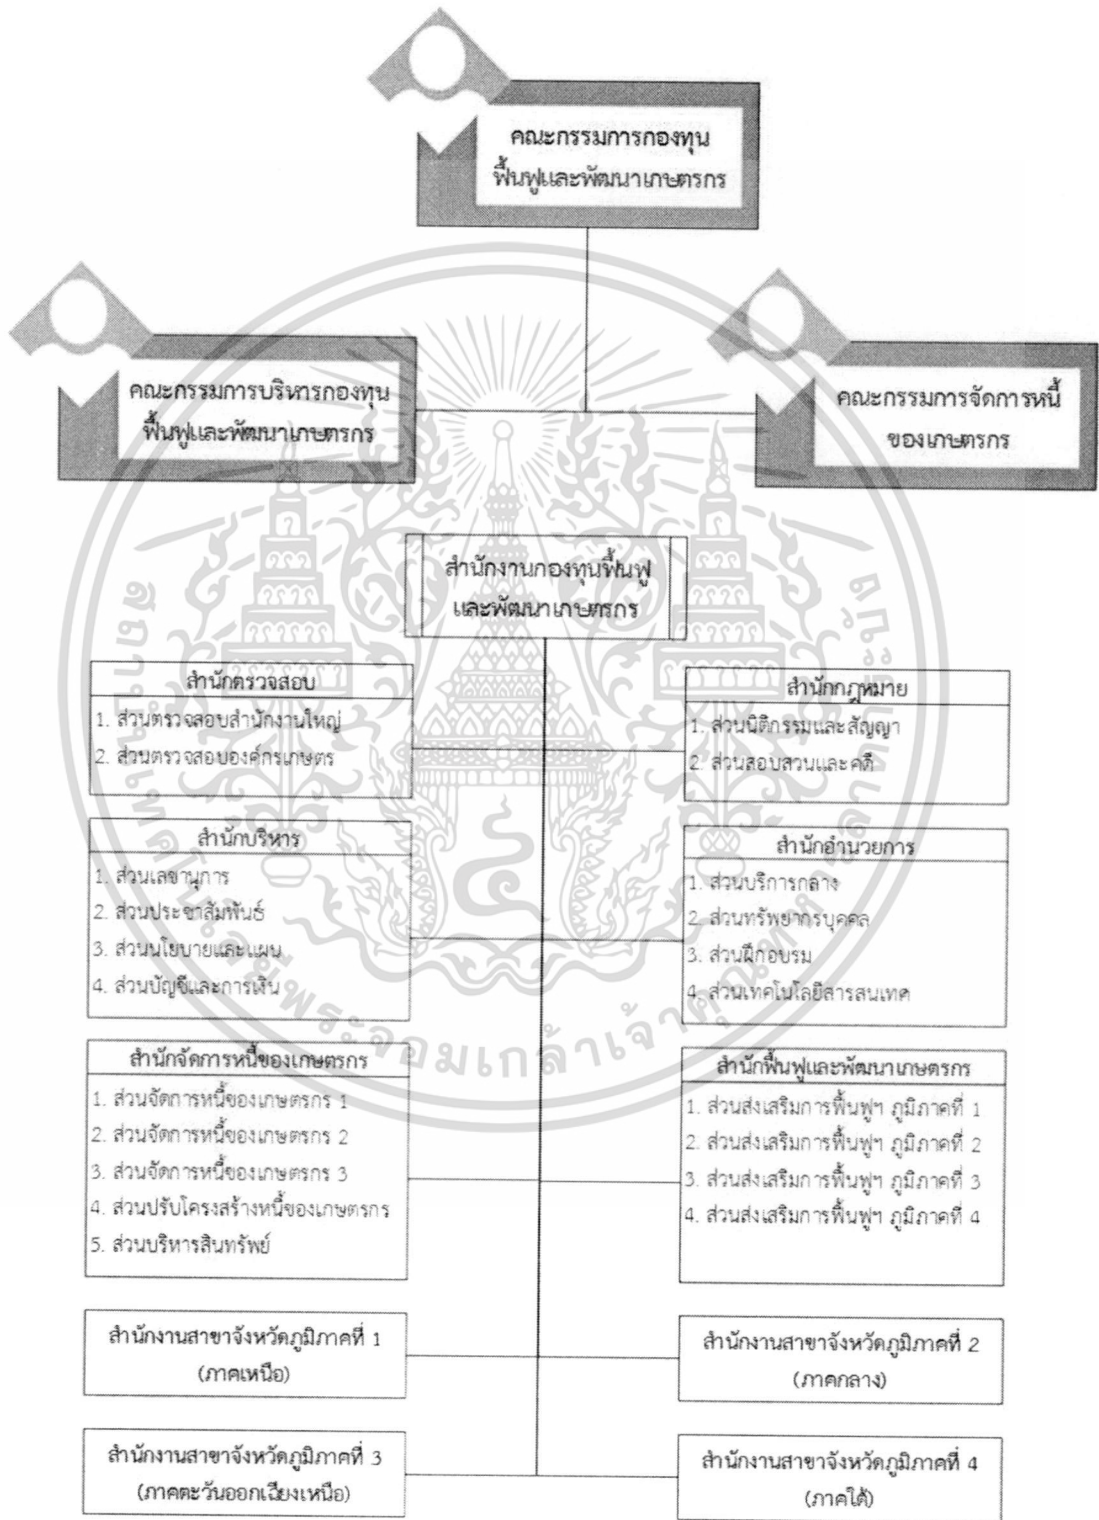 คณะกรรมการกองทุน
ฟื้นฟูและพัฒนาเกษตรกร
คณะกรรมการบริหารกองทุน
ฟื้นฟูและพัฒนาเกษตรกร
คณะกรรมการจัดการหนี้
ของเกษตรกร
สำนักงานกองทุนฟื้นฟู
และพัฒนาเกษตรกร
สำนักตรวจสอบ
1. ส่วนตรวจสอบสำนักงานใหญ่
2. ส่วนตรวจสอบองค์กรเกษตร
สำนักกฎหมาย
1. ส่วนนิติกรรมและสัญญา
2. ส่วนสอบสวนและคดี
สำนักบริหาร
1. ส่วนเลขานุการ
2. ส่วนประชาสัมพันธ์
3. ส่วนนโยบายและแผน
4. ส่วนบัญชีและการเงิน
สำนักอำนวยการ
1. ส่วนบริการกลาง
2. ส่วนทรัพยากรบุคคล
3. ส่วนฝึกอบรม
4. ส่วนเทคโนโลยีสารสนเทศ
สำนักจัดการหนี้ของเกษตรกร
1. ส่วนจัดการหนี้ของเกษตรกร 1
2. ส่วนจัดการหนี้ของเกษตรกร 2
3. ส่วนจัดการหนี้ของเกษตรกร 3
4. ส่วนปรับโครงสร้างหนี้ของเกษตรกร
5. ส่วนบริหารสินทรัพย์
สำนักฟื้นฟูและพัฒนาเกษตรกร
1. ส่วนส่งเสริมการฟื้นฟูฯ ภูมิภาคที่ 1
2. ส่วนส่งเสริมการฟื้นฟูฯ ภูมิภาคที่ 2
3. ส่วนส่งเสริมการฟื้นฟูฯ ภูมิภาคที่ 3
4. ส่วนส่งเสริมการฟื้นฟูฯ ภูมิภาคที่ 4
สำนักงานสาขาจังหวัดภูมิภาคที่ 1
(ภาคเหนือ)
สำนักงานสาขาจังหวัดภูมิภาคที่ 2
(ภาคกลาง)
สำนักงานสาขาจังหวัดภูมิภาคที่ 3
(ภาคตะวันออกเฉียงเหนือ)
สำนักงานสาขาจังหวัดภูมิภาคที่ 4
(ภาคใต้)